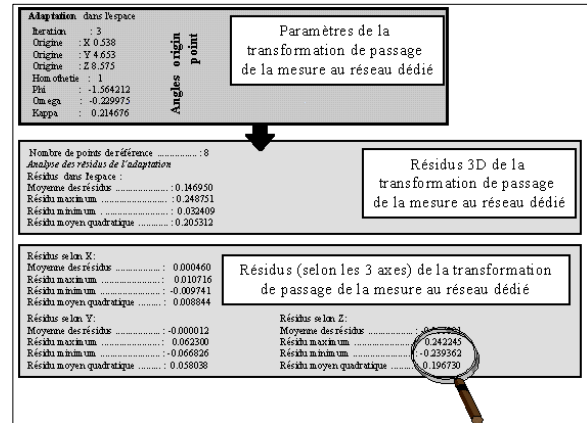 Adaptation dans l'espace
Iteration : 3
Origine : X 0.538
Origine : Y 4.653
Origine : Z 8.575
Homothetie : 1
Phi : -1.564212
Omega : -0.229975
Kappa : 0.214676
Angles origin
point
Paramètres de la
transformation de passage
de la mesure au réseau dédié
Nombre de points de référence ............... : 8
Analyse des résidus de l'adaptation
Résidus dans l'espace :
Moyenne des résidus .................... : 0.146950
Résidu maximum ....................... : 0.248751
Résidu minimum ....................... : 0.032409
Résidu moyen quadratique ......... : 0.205312
Résidus 3D de la
transformation de passage
de la mesure au réseau dédié
Résidus selon X:
Moyenne des résidus ................. : 0.000460
Résidu maximum .................... : 0.010716
Résidu minimum .................... : -0.009741
Résidu moyen quadratique ........ : 0.008844
Résidus (selon les 3 axes) de la transformation
de passage de la mesure au réseau dédié
Résidus selon Y:
Moyenne des résidus ................. : -0.000012
Résidu maximum .................... : 0.062300
Résidu minimum .................... : -0.066826
Résidu moyen quadratique ........ : 0.058038
Résidus selon Z:
Moyenne des résidus .................
Résidu maximum .................... : 0.242245
Résidu minimum .................... : -0.239362
Résidu moyen quadratique ........ : 0.196730